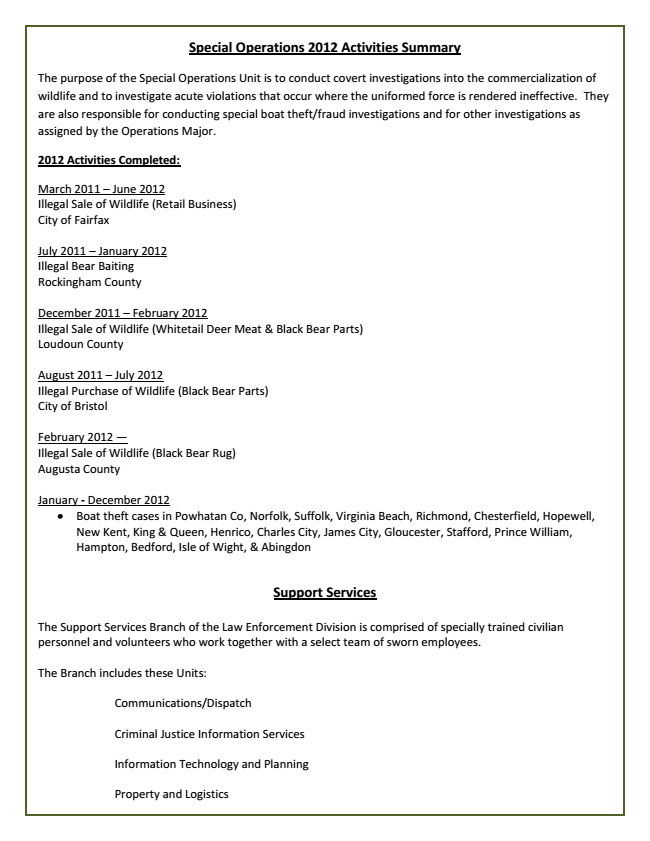 Special Operations 2012 Activities Summary
The purpose of the Special Operations Unit is to conduct covert investigations into the commercialization of
wildlife and to investigate acute violations that occur where the uniformed force is rendered ineffective.  They
are also responsible for conducting special boat theft/fraud investigations and for other investigations as
assigned by the Operations Major.
2012 Activities Completed:
March 2011 – June 2012
Illegal Sale of Wildlife (Retail Business)
City of Fairfax
July 2011 – January 2012
Illegal Bear Baiting
Rockingham County
December 2011 – February 2012
Illegal Sale of Wildlife (Whitetail Deer Meat & Black Bear Parts)
Loudoun County
August 2011 – July 2012
Illegal Purchase of Wildlife (Black Bear Parts)
City of Bristol
February 2012 —
Illegal Sale of Wildlife (Black Bear Rug)
Augusta County
January - December 2012
• Boat theft cases in Powhatan Co, Norfolk, Suffolk, Virginia Beach, Richmond, Chesterfield, Hopewell,
New Kent, King & Queen, Henrico, Charles City, James City, Gloucester, Stafford, Prince William,
Hampton, Bedford, Isle of Wight, & Abingdon
Support Services
The Support Services Branch of the Law Enforcement Division is comprised of specially trained civilian
personnel and volunteers who work together with a select team of sworn employees.
The Branch includes these Units:
Communications/Dispatch
Criminal Justice Information Services
Information Technology and Planning
Property and Logistics